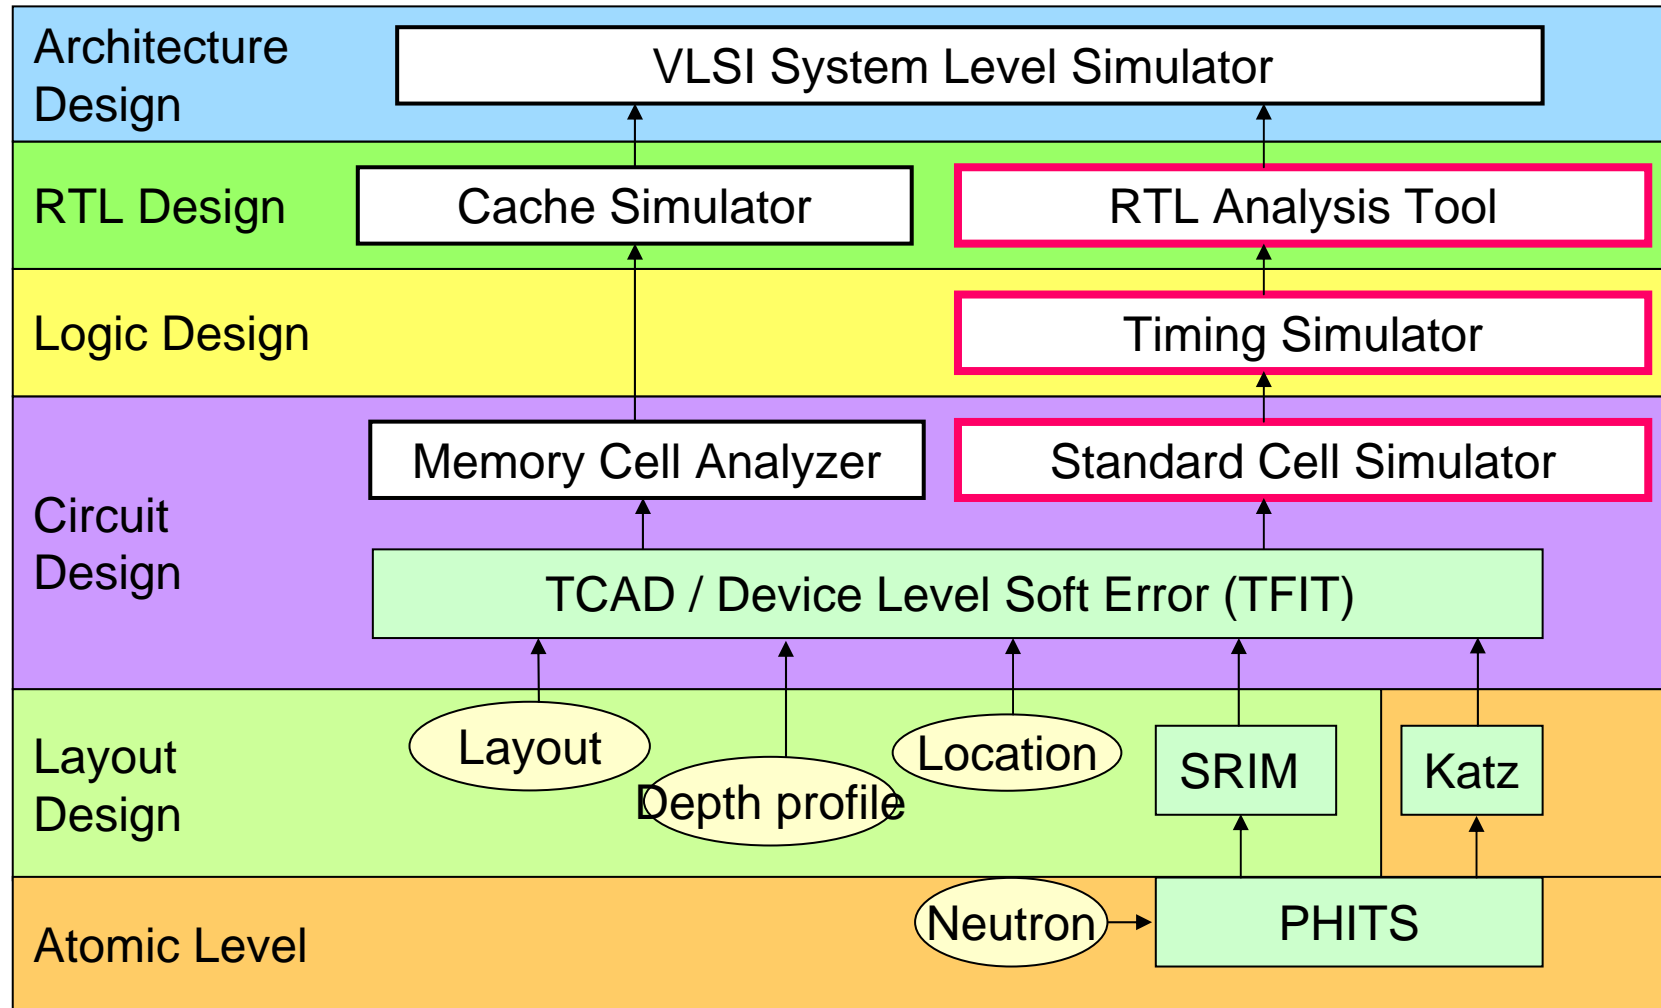 Architecture
Design
VLSI System Level Simulator
RTL Design
Cache Simulator
RTL Analysis Tool
Logic Design
Timing Simulator
Memory Cell Analyzer
Standard Cell Simulator
Circuit
Design
TCAD / Device Level Soft Error (TFIT)
Layout
Design
Layout
Depth profile
Location
SRIM
Katz
Atomic Level
Neutron
PHITS